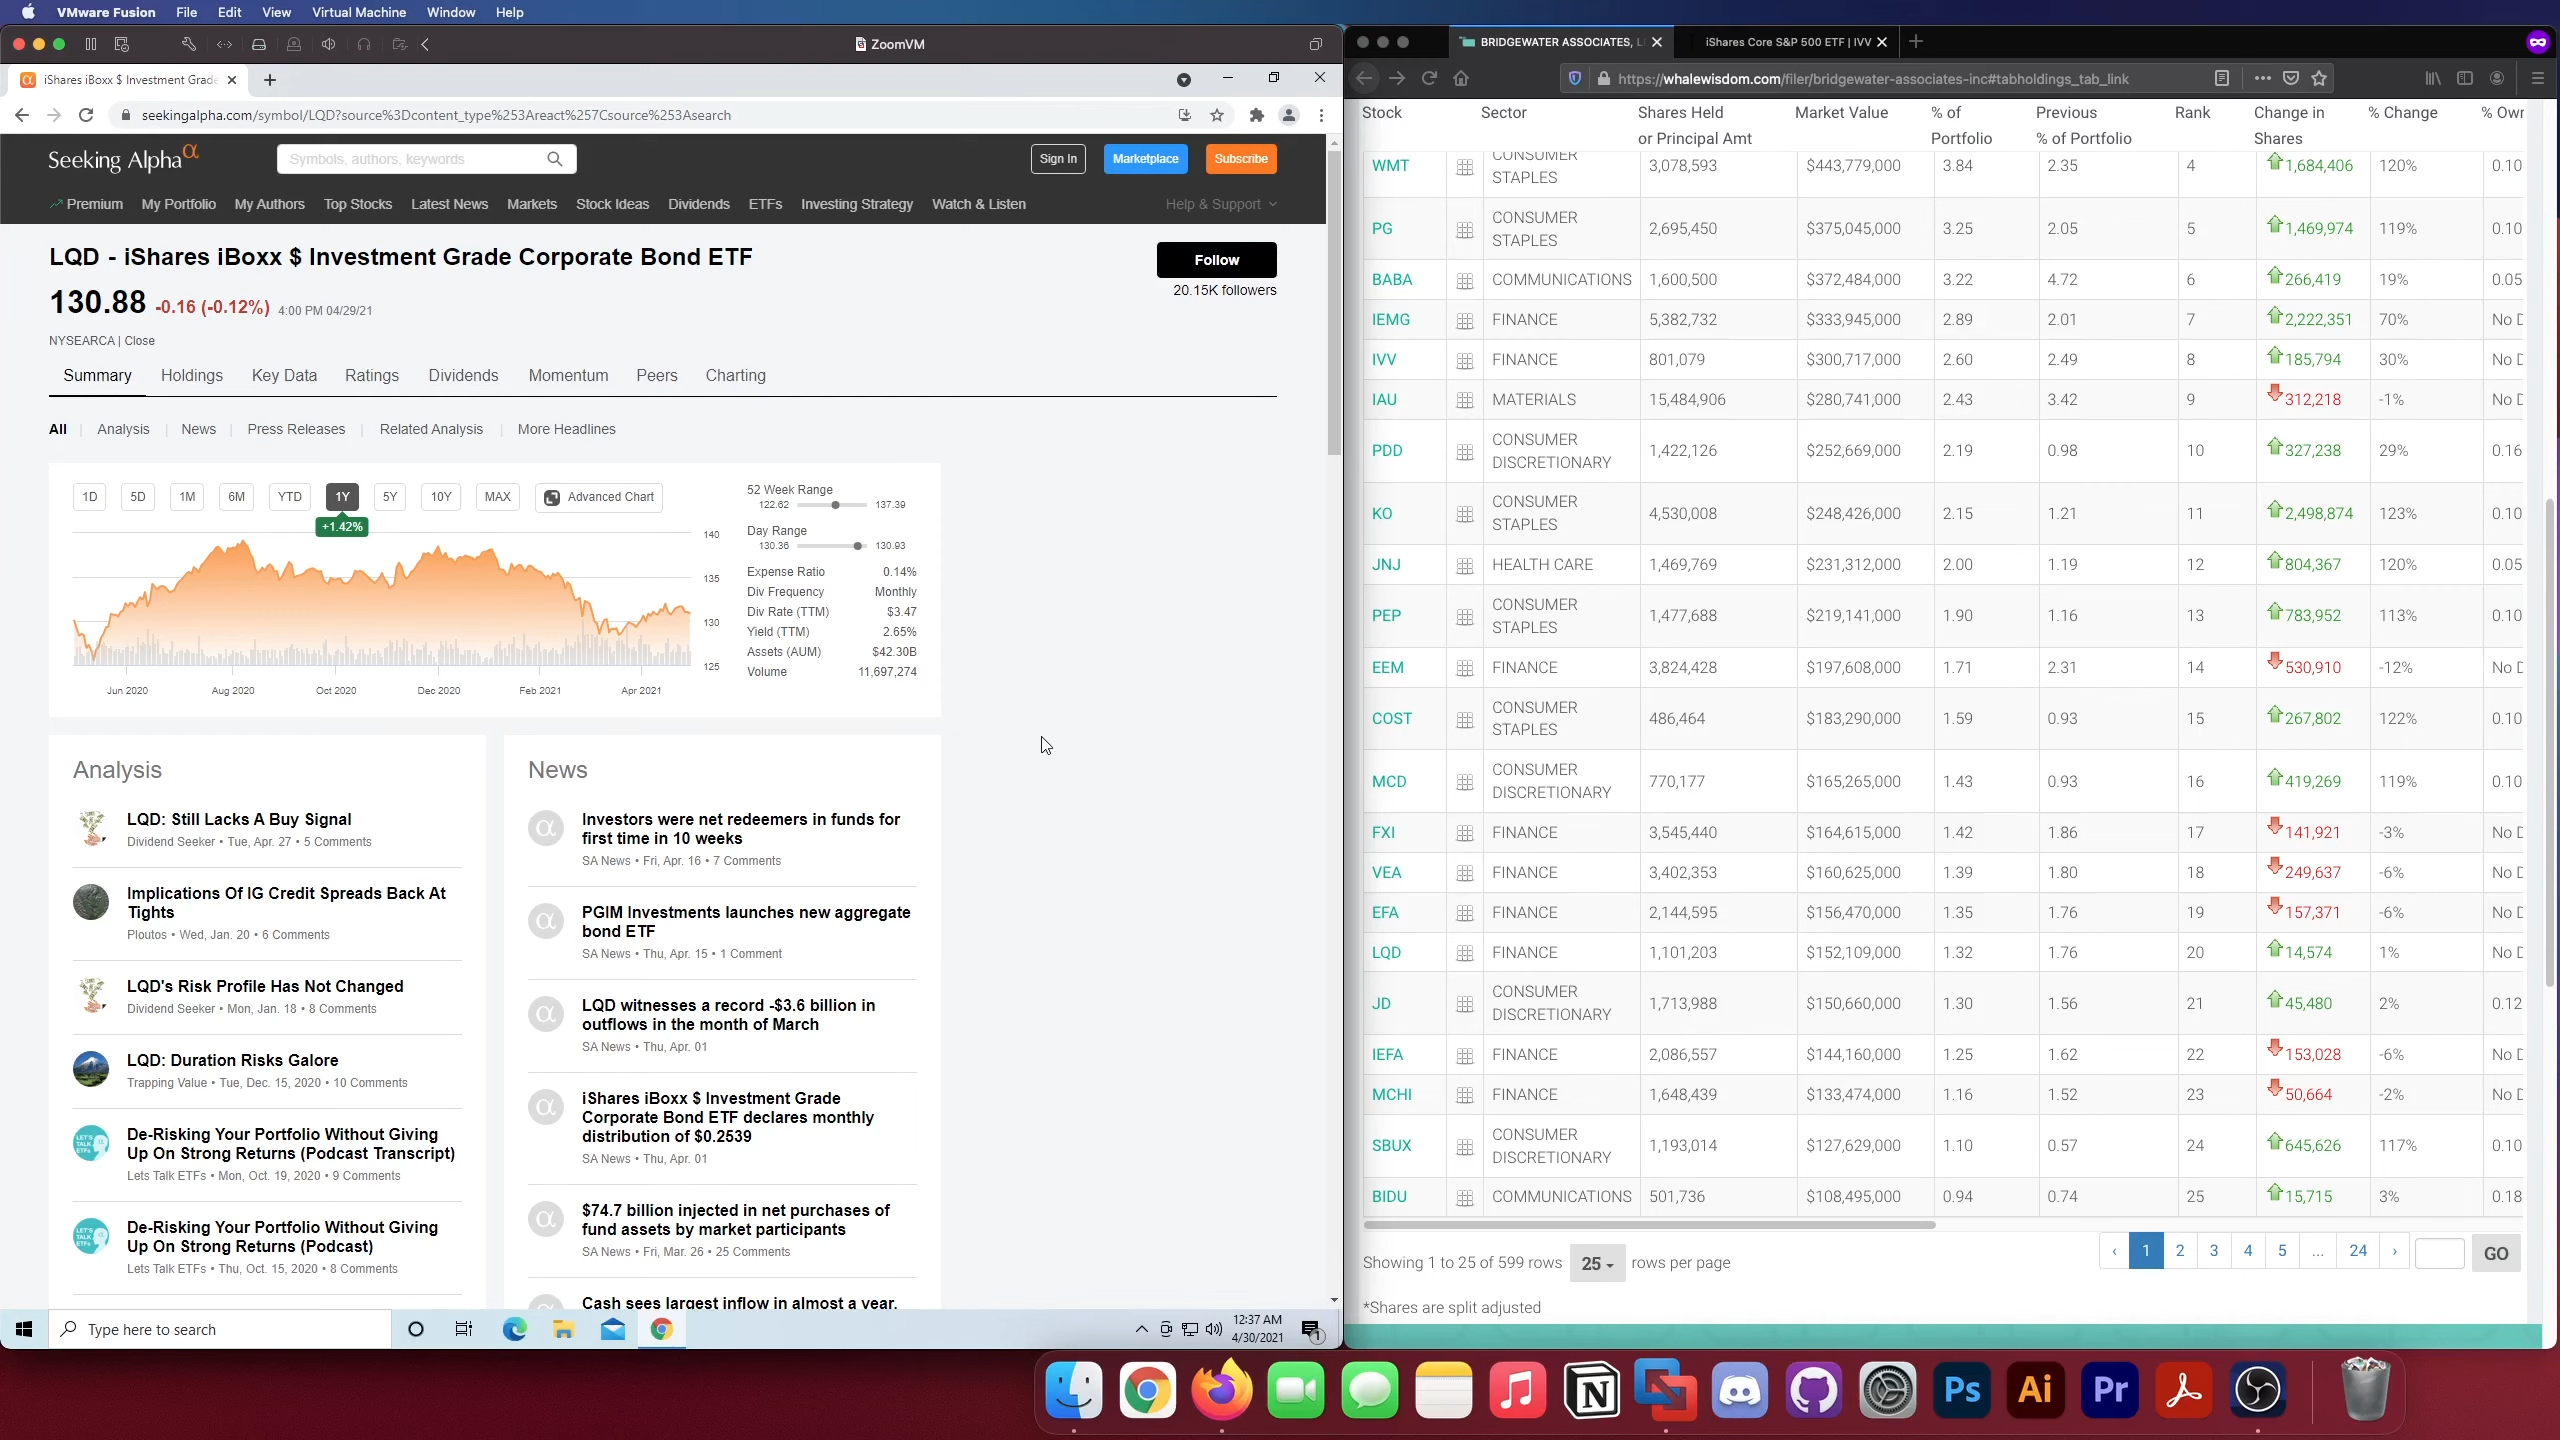 VMware Fusion File Edit View Virtual Machine Window Help
ZoomVM
iShares iBoxx $ Investment Grade
seekingalpha.com/symbol/LQD?source%3Dcontent_type%253Areact%257Csource%253Asearch
Seeking Alpha α
Symbols, authors, keywords
Sign In Marketplace Subscribe
Premium My Portfolio My Authors Top Stocks Latest News Markets Stock Ideas Dividends ETFs Investing Strategy Watch & Listen Help & Support
LQD - iShares iBoxx $ Investment Grade Corporate Bond ETF
Follow
130.88 -0.16 (-0.12%) 4:00 PM 04/29/21
20.15K followers
NYSEARCA | Close
Summary Holdings Key Data Ratings Dividends Momentum Peers Charting
All Analysis News Press Releases Related Analysis More Headlines
1D 5D 1M 6M YTD 1Y 5Y 10Y MAX Advanced Chart
+1.42%
140
135
130
125
Jun 2020 Aug 2020 Oct 2020 Dec 2020 Feb 2021 Apr 2021
52 Week Range
122.62 137.39
Day Range
130.36 130.93
Expense Ratio 0.14%
Div Frequency Monthly
Div Rate (TTM) $3.47
Yield (TTM) 2.65%
Assets (AUM) $42.30B
Volume 11,697,274
Analysis
LQD: Still Lacks A Buy Signal
Dividend Seeker • Tue, Apr. 27 • 5 Comments
Implications Of IG Credit Spreads Back At
Tights
Ploutos • Wed, Jan. 20 • 6 Comments
LQD's Risk Profile Has Not Changed
Dividend Seeker • Mon, Jan. 18 • 8 Comments
LQD: Duration Risks Galore
Trapping Value • Tue, Dec. 15, 2020 • 10 Comments
De-Risking Your Portfolio Without Giving
Up On Strong Returns (Podcast Transcript)
Lets Talk ETFs • Mon, Oct. 19, 2020 • 9 Comments
De-Risking Your Portfolio Without Giving
Up On Strong Returns (Podcast)
Lets Talk ETFs • Thu, Oct. 15, 2020 • 8 Comments
News
Investors were net redeemers in funds for
first time in 10 weeks
SA News • Fri, Apr. 16 • 7 Comments
PGIM Investments launches new aggregate
bond ETF
SA News • Thu, Apr. 15 • 1 Comment
LQD witnesses a record -$3.6 billion in
outflows in the month of March
SA News • Thu, Apr. 01
iShares iBoxx $ Investment Grade
Corporate Bond ETF declares monthly
distribution of $0.2539
SA News • Thu, Apr. 01
$74.7 billion injected in net purchases of
fund assets by market participants
SA News • Fri, Mar. 26 • 25 Comments
Cash sees largest inflow in almost a year,
Type here to search
12:37 AM
4/30/2021
1
BRIDGEWATER ASSOCIATES, L
iShares Core S&P 500 ETF | IVV
https://whalewisdom.com/filer/bridgewater-associates-inc#tabholdings_tab_link
Stock Sector Shares Held Market Value % of Previous Rank Change in % Change % Owr
or Principal Amt Portfolio % of Portfolio Shares
WMT CONSUMER STAPLES 3,078,593 $443,779,000 3.84 2.35 4 1,684,406 120% 0.10
PG CONSUMER STAPLES 2,695,450 $375,045,000 3.25 2.05 5 1,469,974 119% 0.10
BABA COMMUNICATIONS 1,600,500 $372,484,000 3.22 4.72 6 266,419 19% 0.05
IEMG FINANCE 5,382,732 $333,945,000 2.89 2.01 7 2,222,351 70% No D
IVV FINANCE 801,079 $300,717,000 2.60 2.49 8 185,794 30% No D
IAU MATERIALS 15,484,906 $280,741,000 2.43 3.42 9 312,218 -1% No D
PDD CONSUMER DISCRETIONARY 1,422,126 $252,669,000 2.19 0.98 10 327,238 29% 0.16
KO CONSUMER STAPLES 4,530,008 $248,426,000 2.15 1.21 11 2,498,874 123% 0.10
JNJ HEALTH CARE 1,469,769 $231,312,000 2.00 1.19 12 804,367 120% 0.05
PEP CONSUMER STAPLES 1,477,688 $219,141,000 1.90 1.16 13 783,952 113% 0.10
EEM FINANCE 3,824,428 $197,608,000 1.71 2.31 14 530,910 -12% No D
COST CONSUMER STAPLES 486,464 $183,290,000 1.59 0.93 15 267,802 122% 0.10
MCD CONSUMER DISCRETIONARY 770,177 $165,265,000 1.43 0.93 16 419,269 119% 0.10
FXI FINANCE 3,545,440 $164,615,000 1.42 1.86 17 141,921 -3% No D
VEA FINANCE 3,402,353 $160,625,000 1.39 1.80 18 249,637 -6% No D
EFA FINANCE 2,144,595 $156,470,000 1.35 1.76 19 157,371 -6% No D
LQD FINANCE 1,101,203 $152,109,000 1.32 1.76 20 14,574 1% No D
JD CONSUMER DISCRETIONARY 1,713,988 $150,660,000 1.30 1.56 21 45,480 2% 0.12
IEFA FINANCE 2,086,557 $144,160,000 1.25 1.62 22 153,028 -6% No D
MCHI FINANCE 1,648,439 $133,474,000 1.16 1.52 23 50,664 -2% No D
SBUX CONSUMER DISCRETIONARY 1,193,014 $127,629,000 1.10 0.57 24 645,626 117% 0.10
BIDU COMMUNICATIONS 501,736 $108,495,000 0.94 0.74 25 15,715 3% 0.18
Showing 1 to 25 of 599 rows 25 rows per page ‹ 1 2 3 4 5 ... 24 › GO
*Shares are split adjusted
Ps Ai Pr